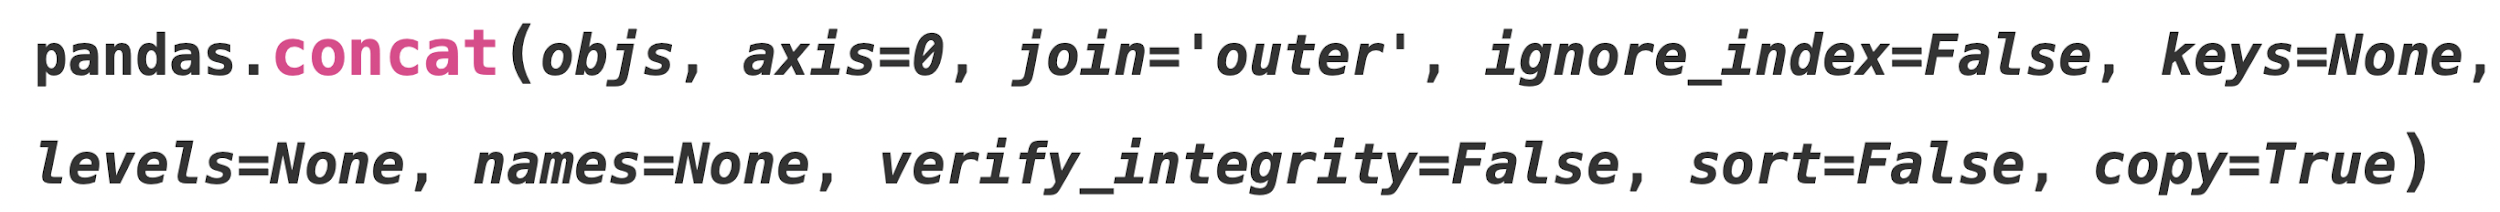 pandas.concat(objs, axis=0, join='outer', ignore_index=False, keys=None,
levels=None, names=None, verify_integrity=False, sort=False, copy=True)